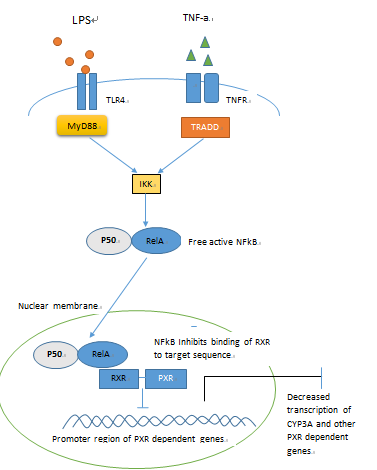 LPS
TNF-a.
TLR4
TNFR
MyD88
TRADD
IKK
P50
RelA
Free active NFkB
Nuclear membrane
NFkB Inhibits binding of RXR
to target sequence.
P50
RelA
RXR
PXR
Decreased
transcription of
CYP3A and other
PXR dependent
genes.
Promoter region of PXR dependent genes.